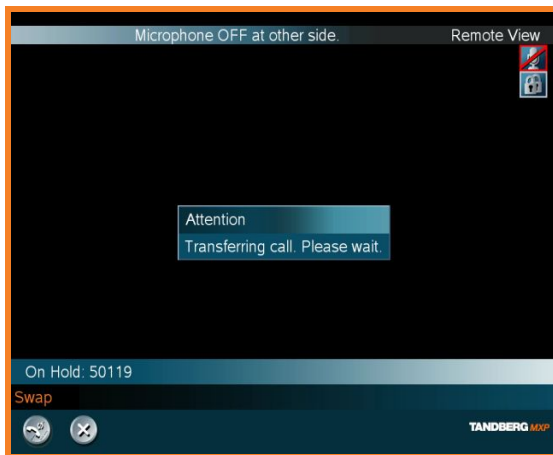 Microphone OFF at other side.
Remote View
Attention
Transferring call. Please wait.
On Hold: 50119
Swap
TANDBERG MXP